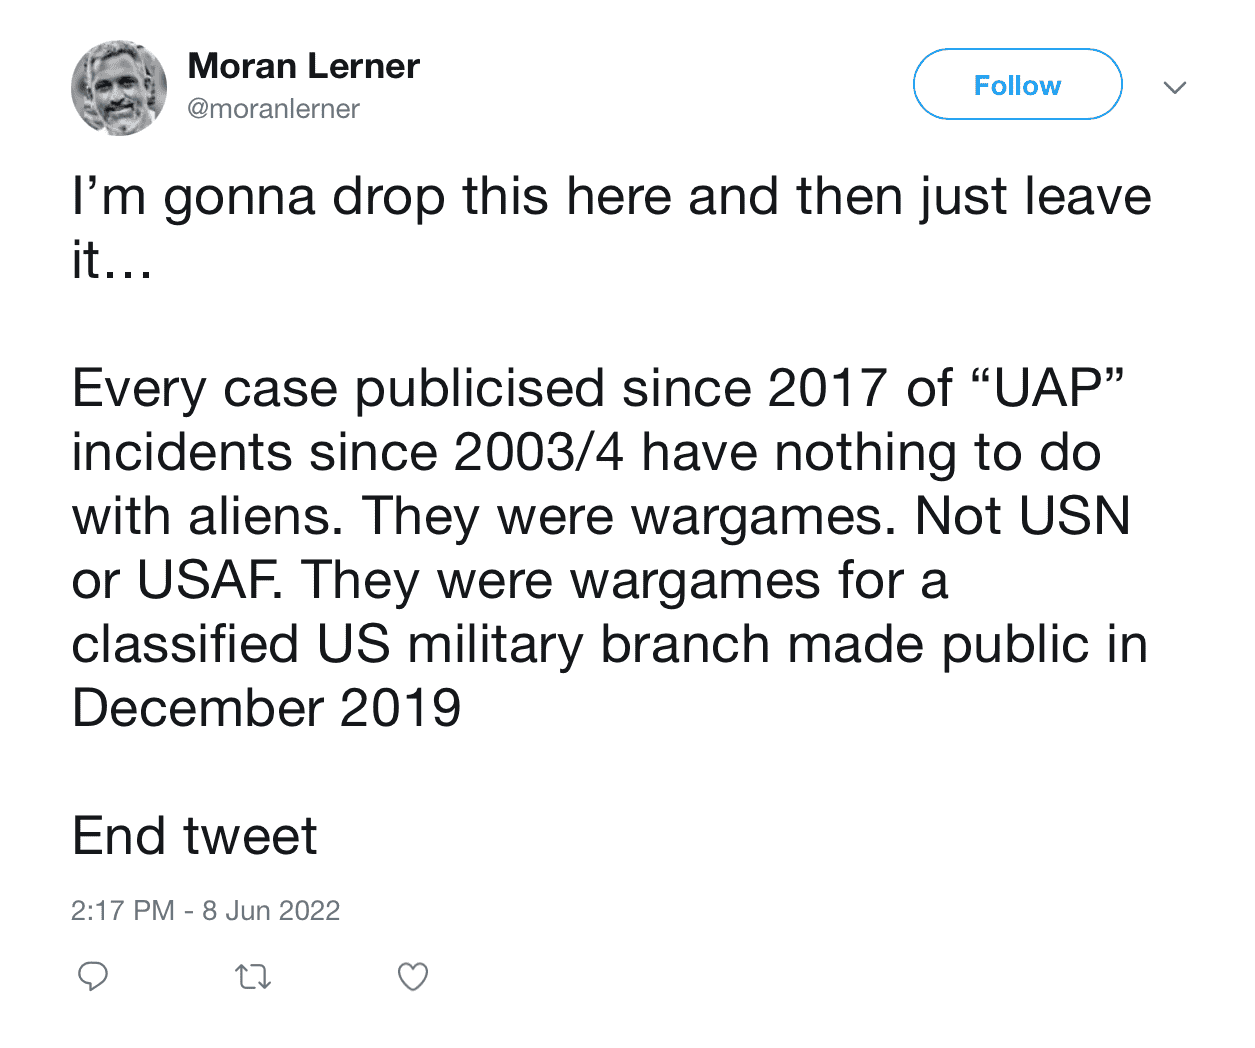 Moran Lerner
@moranlerner
Follow
I’m gonna drop this here and then just leave
it…
Every case publicised since 2017 of “UAP”
incidents since 2003/4 have nothing to do
with aliens. They were wargames. Not USN
or USAF. They were wargames for a
classified US military branch made public in
December 2019
End tweet
2:17 PM - 8 Jun 2022